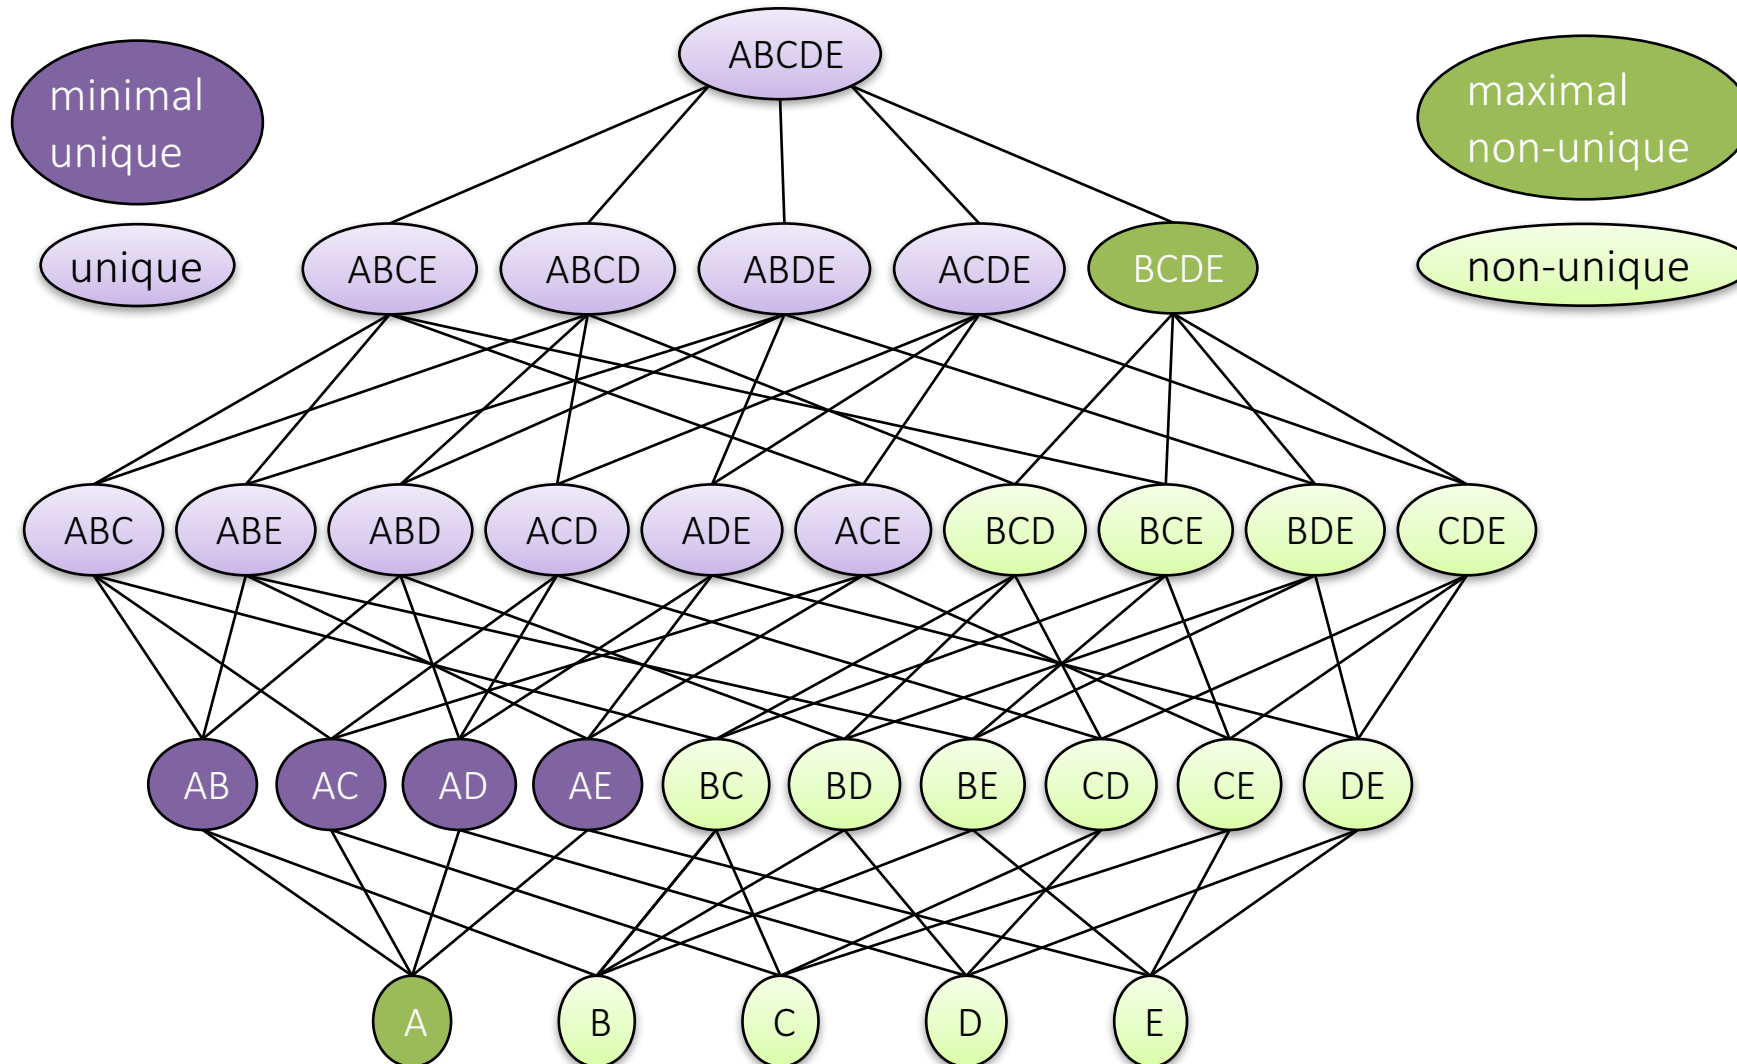 ABCDE
minimal
unique
maximal
non-unique
unique
ABCE
ABCD
ABDE
ACDE
BCDE
non-unique
ABC
ABE
ABD
ACD
ADE
ACE
BCD
BCE
BDE
CDE
AB
AC
AD
AE
BC
BD
BE
CD
CE
DE
A
B
C
D
E